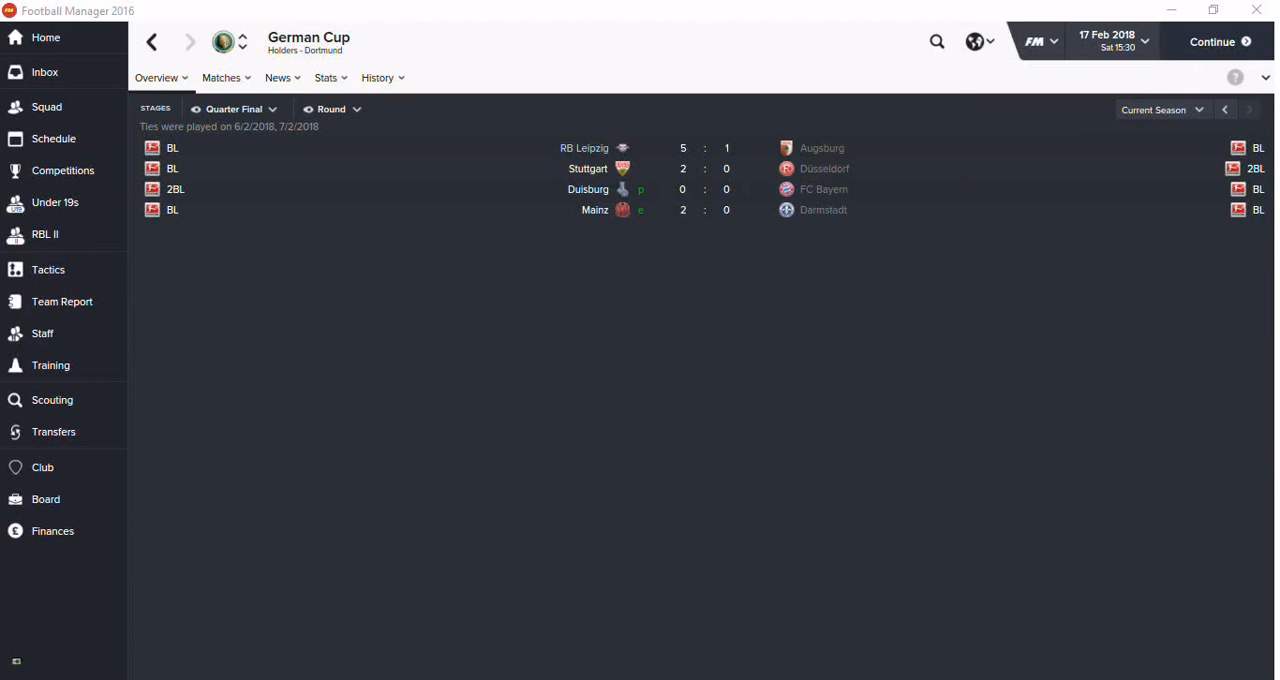 Football Manager 2016
Home
Inbox
Squad
Schedule
Competitions
Under 19s
RBL II
Tactics
Team Report
Staff
Training
Scouting
Transfers
Club
Board
Finances
German Cup
Holders - Dortmund
FM
17 Feb 2018
Sat 15:30
Continue
Overview Matches News Stats History ?
STAGES Quarter Final Round Current Season
Ties were played on 6/2/2018, 7/2/2018
BL RB Leipzig 5 : 1 Augsburg BL
BL Stuttgart 2 : 0 Düsseldorf 2BL
2BL Duisburg p 0 : 0 FC Bayern BL
BL Mainz e 2 : 0 Darmstadt BL